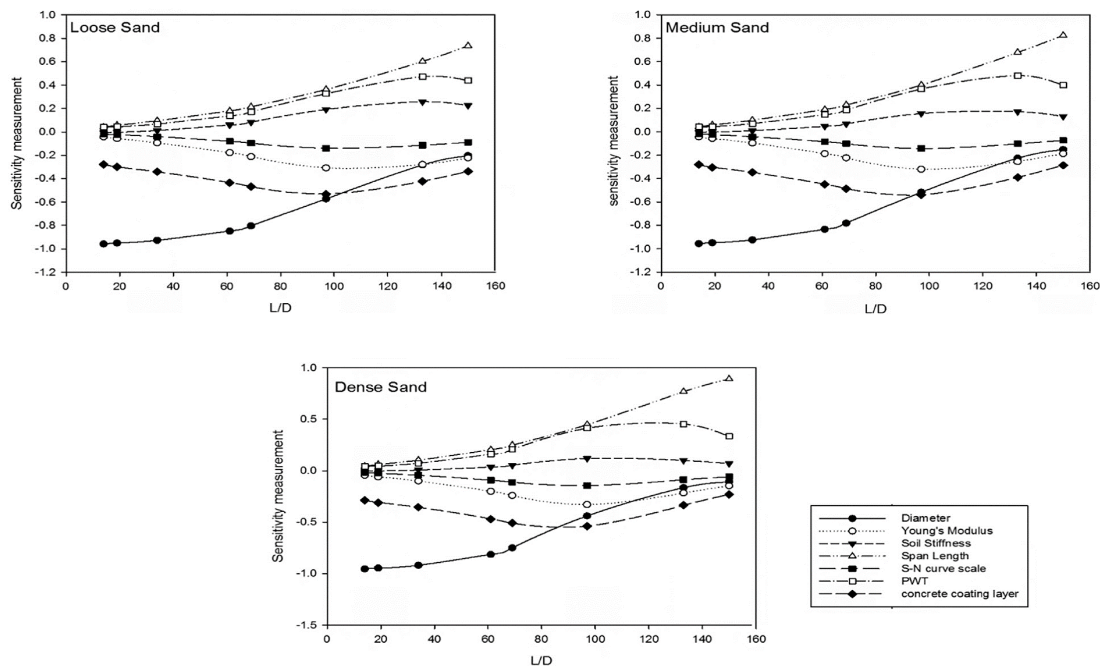 Loose Sand
Sensitivity measurement
1.0
0.8
0.6
0.4
0.2
0.0
-0.2
-0.4
-0.6
-0.8
-1.0
-1.2
0 20 40 60 80 100 120 140 160
L/D
Medium Sand
sensitivity measurement
1.0
0.8
0.6
0.4
0.2
0.0
-0.2
-0.4
-0.6
-0.8
-1.0
-1.2
0 20 40 60 80 100 120 140 160
L/D
Dense Sand
Sensitivity measurement
1.0
0.5
0.0
-0.5
-1.0
-1.5
0 20 40 60 80 100 120 140 160
L/D
Diameter
Young's Modulus
Soil Stiffness
Span Length
S-N curve scale
PWT
concrete coating layer